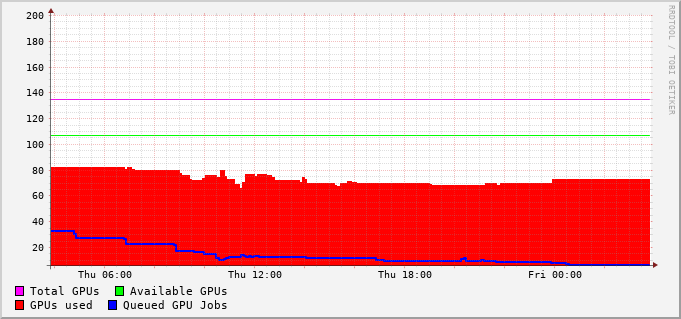 200
180
160
140
120
100
80
60
40
20
Thu 06:00 Thu 12:00 Thu 18:00 Fri 00:00
Total GPUs Available GPUs
GPUs used Queued GPU Jobs
RRDTOOL / TOBI OETIKER